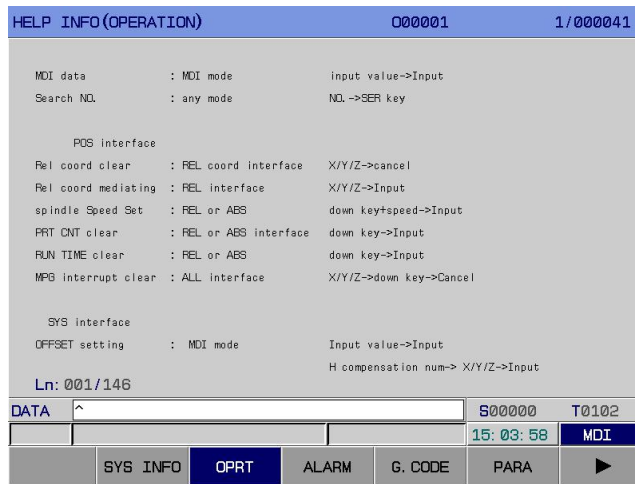 HELP INFO(OPERATION) O00001 1/000041
MDI data : MDI mode input value->Input
Search NO. : any mode NO.->SER key
POS interface
Rel coord clear : REL coord interface X/Y/Z->cancel
Rel coord mediating : REL interface X/Y/Z->Input
spindle Speed Set : REL or ABS down key+speed->Input
PRT CNT clear : REL or ABS interface down key->Input
RUN TIME clear : REL or ABS down key->Input
MPG interrupt clear : ALL interface X/Y/Z->down key->Cancel
SYS interface
OFFSET setting : MDI mode Input value->Input
H compensation num-> X/Y/Z->Input
Ln: 001/146
DATA ^ S00000 T0102
15:03:58 MDI
SYS INFO OPRT ALARM G. CODE PARA ▶